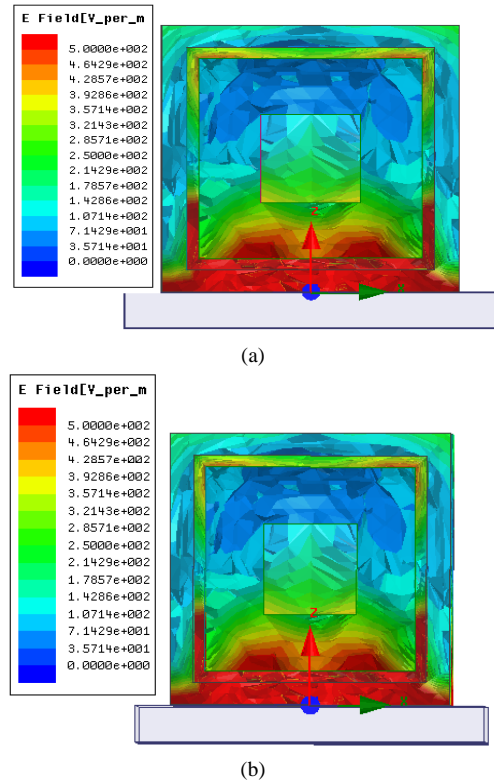 E Field[V_per_m
5.0000e+002
4.6429e+002
4.2857e+002
3.9286e+002
3.5714e+002
3.2143e+002
2.8571e+002
2.5000e+002
2.1429e+002
1.7857e+002
1.4286e+002
1.0714e+002
7.1429e+001
3.5714e+001
0.0000e+000
Z
X
(a)
E Field[V_per_m
5.0000e+002
4.6429e+002
4.2857e+002
3.9286e+002
3.5714e+002
3.2143e+002
2.8571e+002
2.5000e+002
2.1429e+002
1.7857e+002
1.4286e+002
1.0714e+002
7.1429e+001
3.5714e+001
0.0000e+000
Z
X
(b)